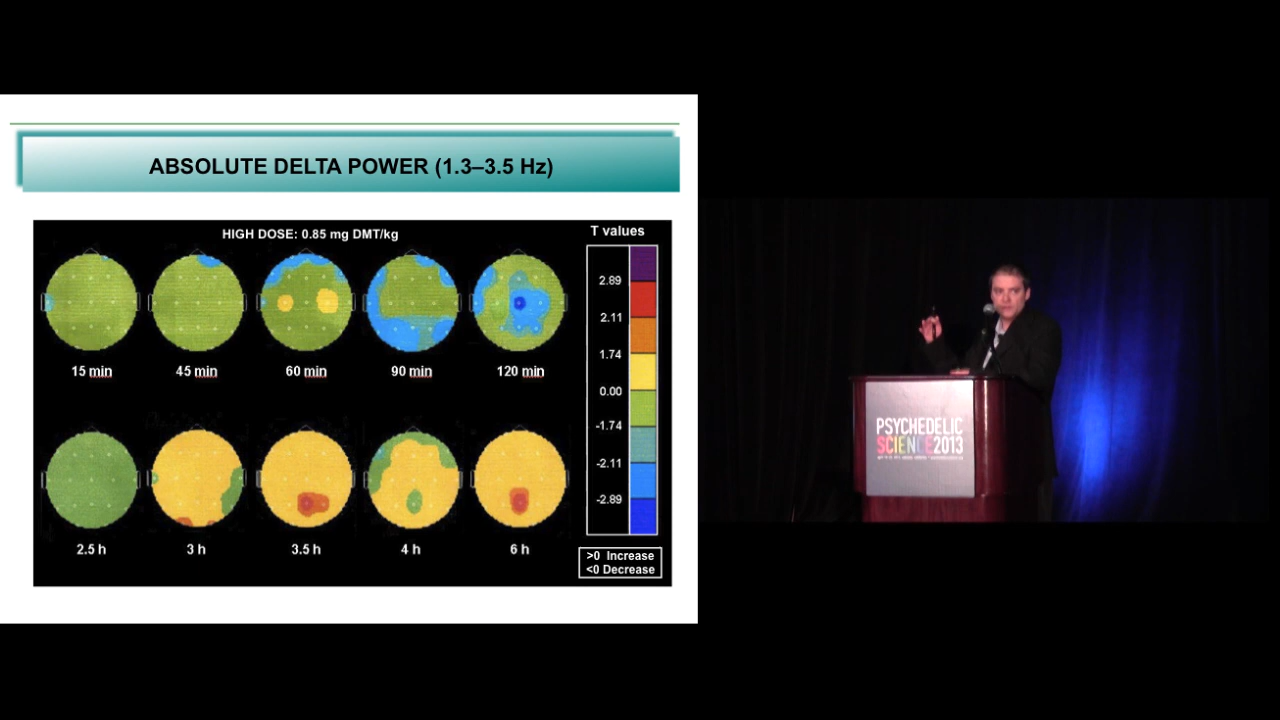 ABSOLUTE DELTA POWER (1.3–3.5 Hz)
HIGH DOSE: 0.85 mg DMT/kg
T values
2.89
2.11
1.74
0.00
-1.74
-2.11
-2.89
15 min
45 min
60 min
90 min
120 min
2.5 h
3 h
3.5 h
4 h
6 h
>0 Increase
<0 Decrease
PSYCHEDELIC
SCIENCE2013